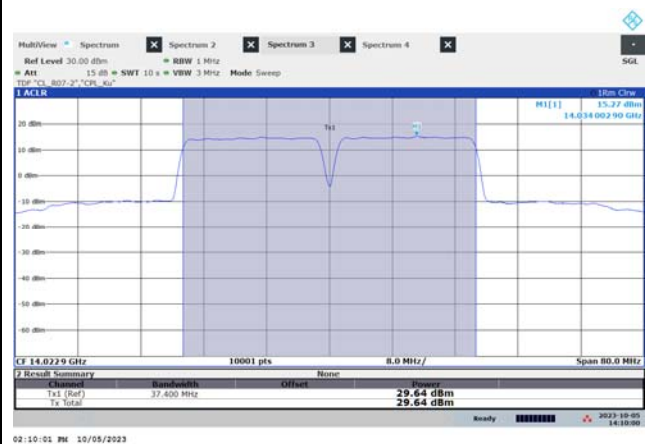 MultiView Spectrum X Spectrum 2 X Spectrum 3 X Spectrum 4 X
Ref Level 30.00 dBm RBW 1 MHz SGL
Att 15 dB SWT 10 s VBW 3 MHz Mode Sweep
TDF "CL_R07-2","CPL_Ku"
1 ACLR 1Rm Clrw
M1[1] 15.27 dBm
14.034 002 90 GHz
Tx1
M1
20 dBm
10 dBm
0 dBm
-10 dBm
-20 dBm
-30 dBm
-40 dBm
-50 dBm
-60 dBm
CF 14.0229 GHz 10001 pts 8.0 MHz/ Span 80.0 MHz
2 Result Summary None
Channel Bandwidth Offset Power
Tx1 (Ref) 37.400 MHz 29.64 dBm
Tx Total 29.64 dBm
Ready 2023-10-05
14:10:00
02:10:01 PM 10/05/2023